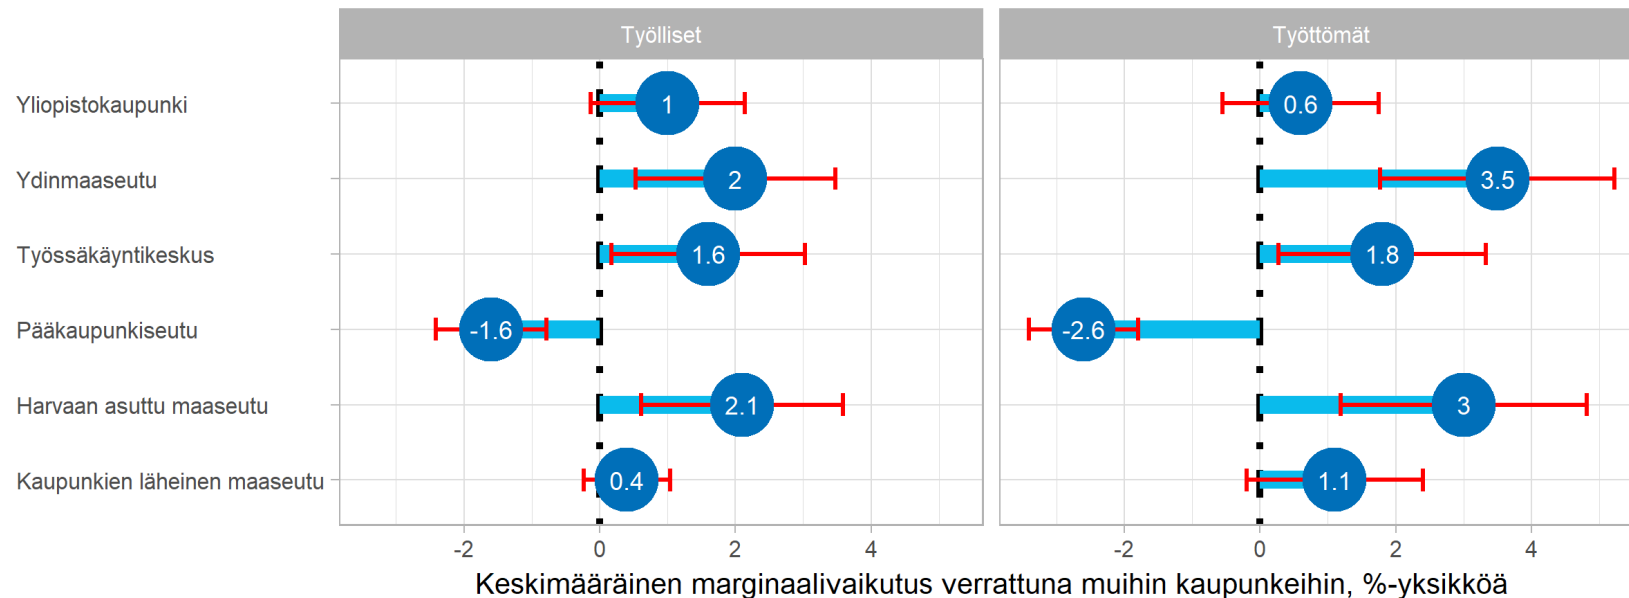 Työlliset Työttömät
Yliopistokaupunki 1 0.6
Ydinmaaseutu 2 3.5
Työssäkäyntikeskus 1.6 1.8
Pääkaupunkiseutu -1.6 -2.6
Harvaan asuttu maaseutu 2.1 3
Kaupunkien läheinen maaseutu 0.4 1.1
-2 0 2 4 -2 0 2 4
Keskimääräinen marginaalivaikutus verrattuna muihin kaupunkeihin, %-yksikköä